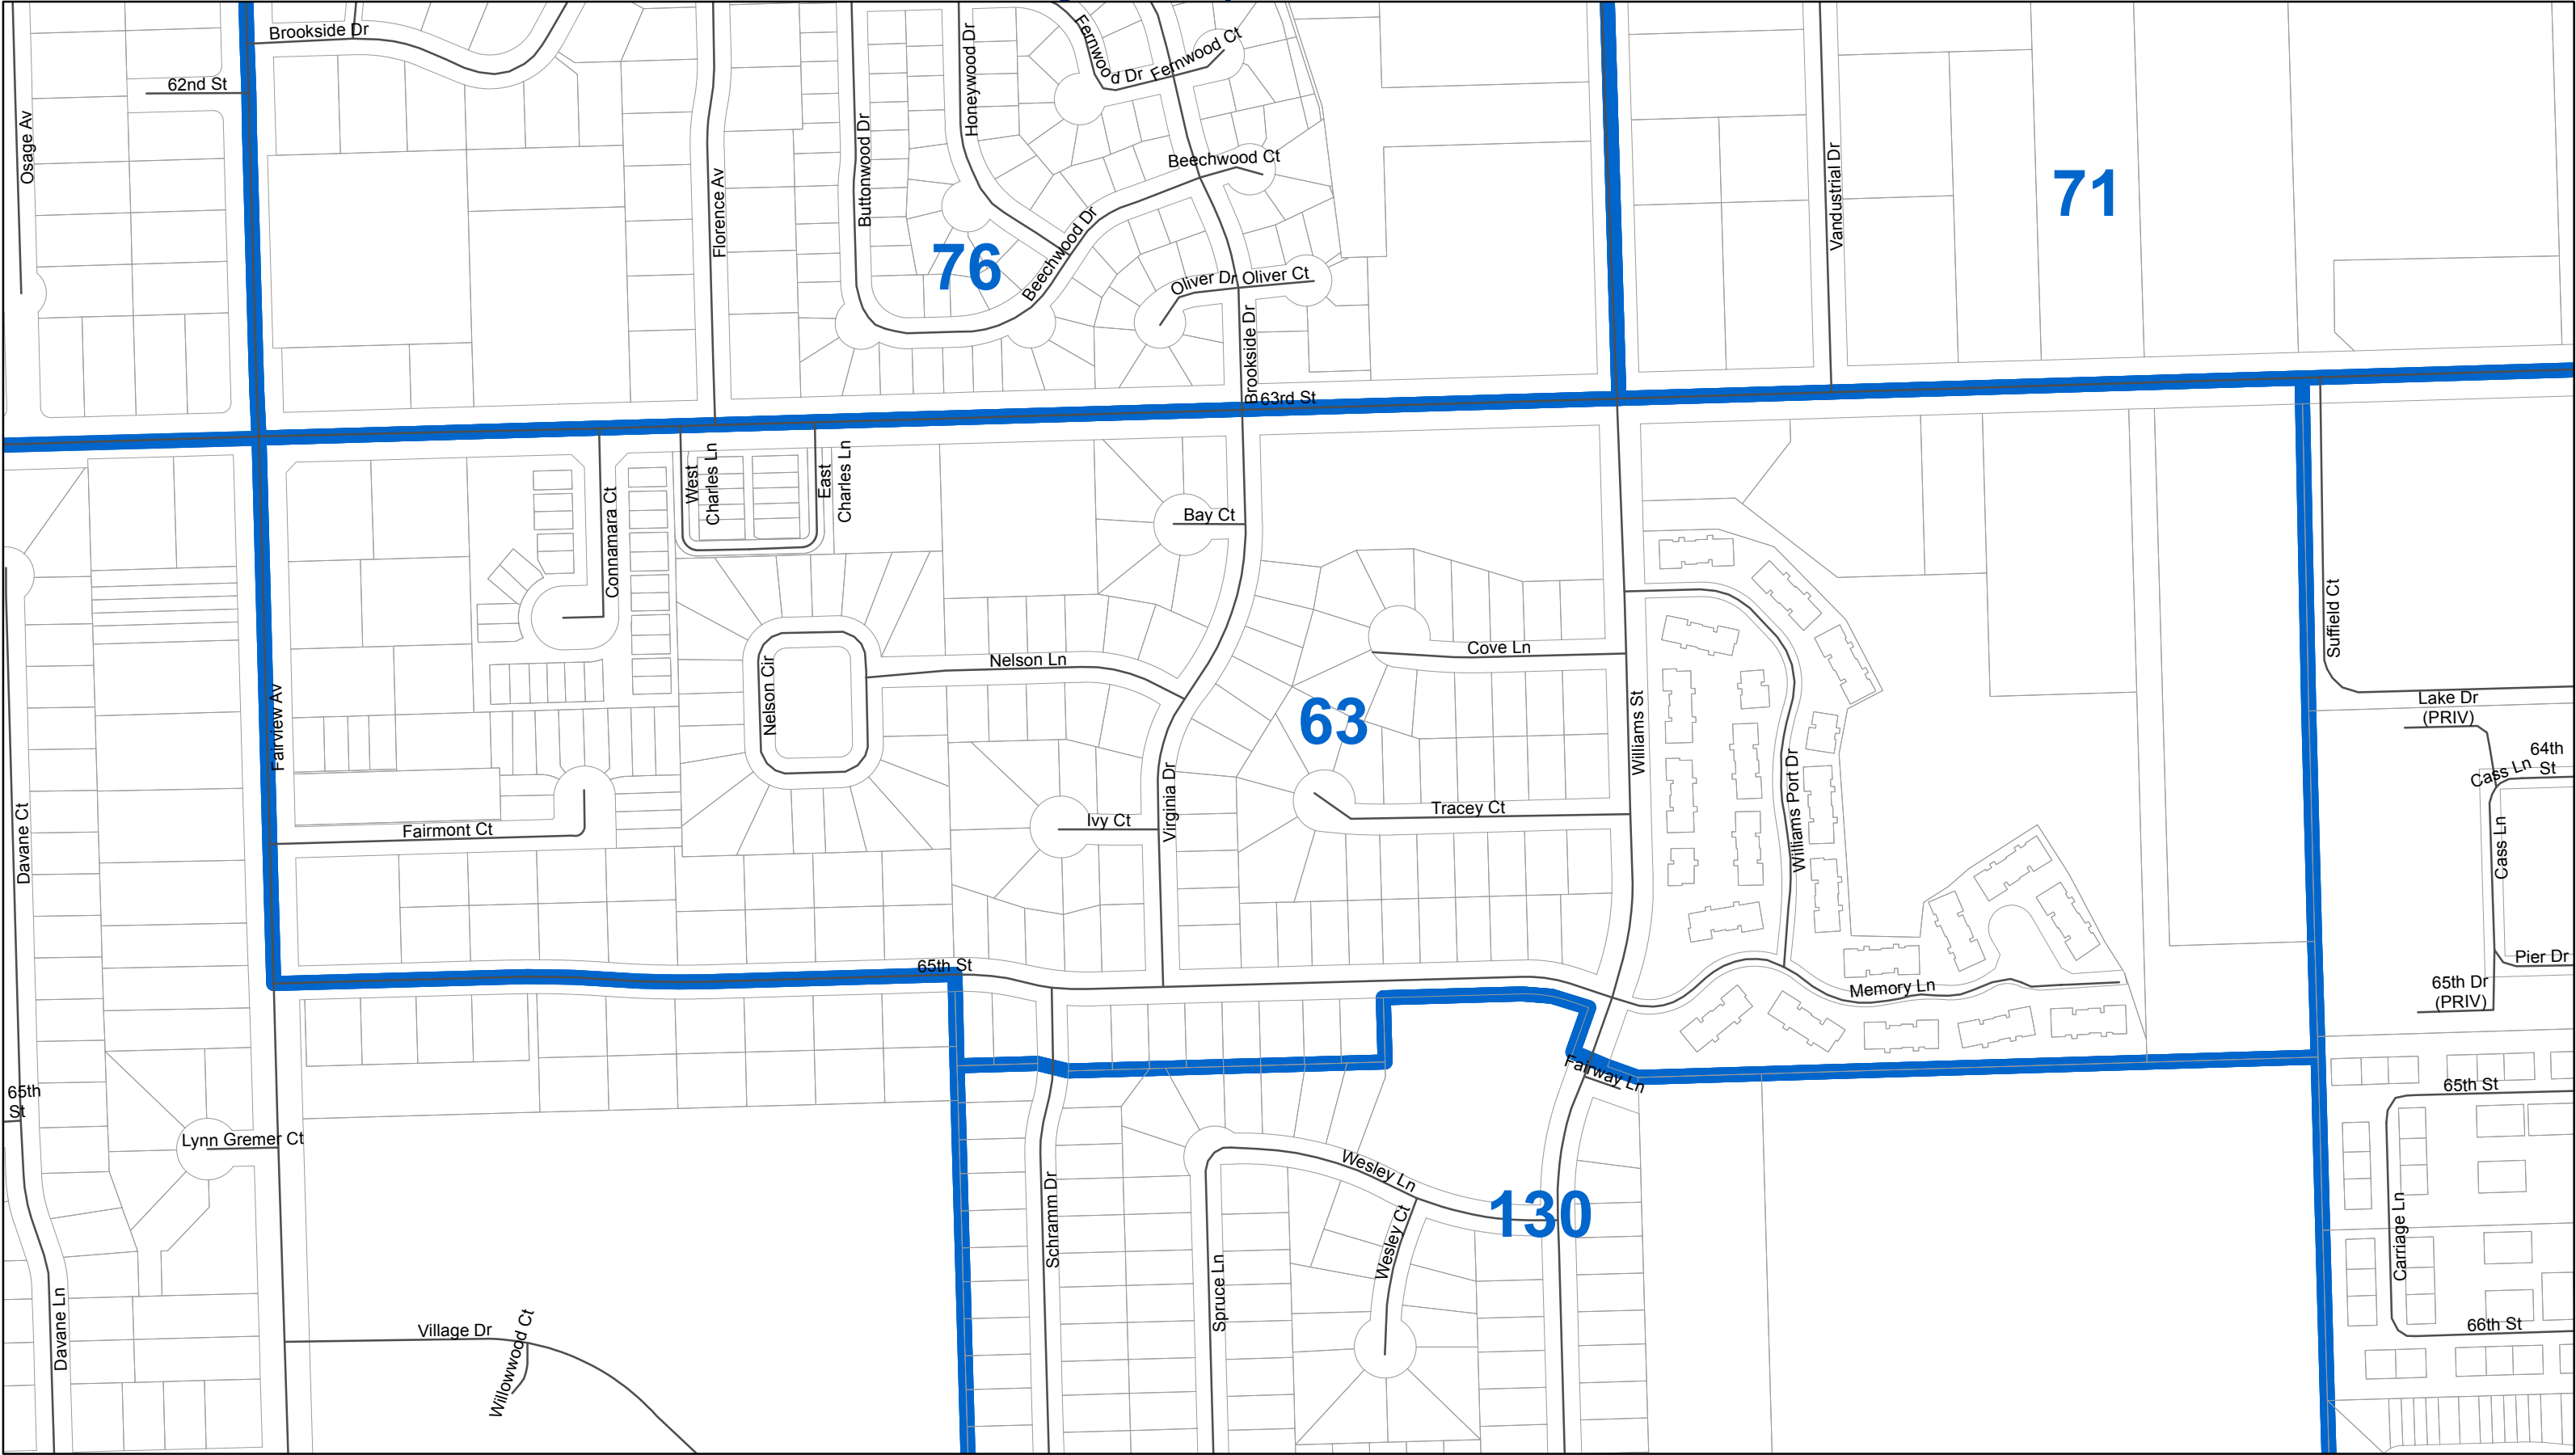 Brookside Dr
62nd St
Osage Av
Florence Av
Buttonwood Dr
Honeywood Dr
Fernwood Dr
Fernwood Ct
Beechwood Ct
Beechwood Dr
76
Oliver Dr
Oliver Ct
Brookside Dr
63rd St
Vandustrial Dr
71
West
Charles Ln
East
Charles Ln
Connamara Ct
Bay Ct
Nelson Ln
Nelson Cir
Cove Ln
63
Williams St
Williams Port Dr
Suffield Ct
Lake Dr
(PRIV)
64th
St
Cass Ln
Cass Ln
Fairview Av
Davane Ct
Fairmont Ct
Ivy Ct
Virginia Dr
Tracey Ct
65th St
Memory Ln
Pier Dr
65th Dr
(PRIV)
Fairway Ln
65th St
65th
St
Lynn Gremer Ct
Schramm Dr
Wesley Ln
Wesley Ct
130
Spruce Ln
Carriage Ln
66th St
Davane Ln
Village Dr
Willowwood Ct